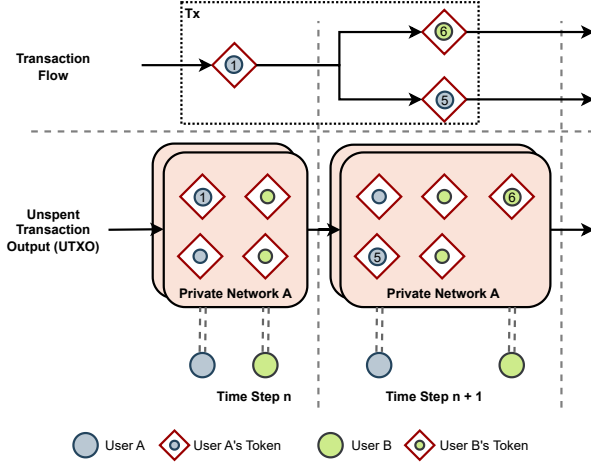 Tx
6
Transaction
Flow
1
5
1
6
Unspent
Transaction
Output (UTXO)
5
Private Network A
Private Network A
Time Step n
Time Step n + 1
User A
User A's Token
User B
User B's Token